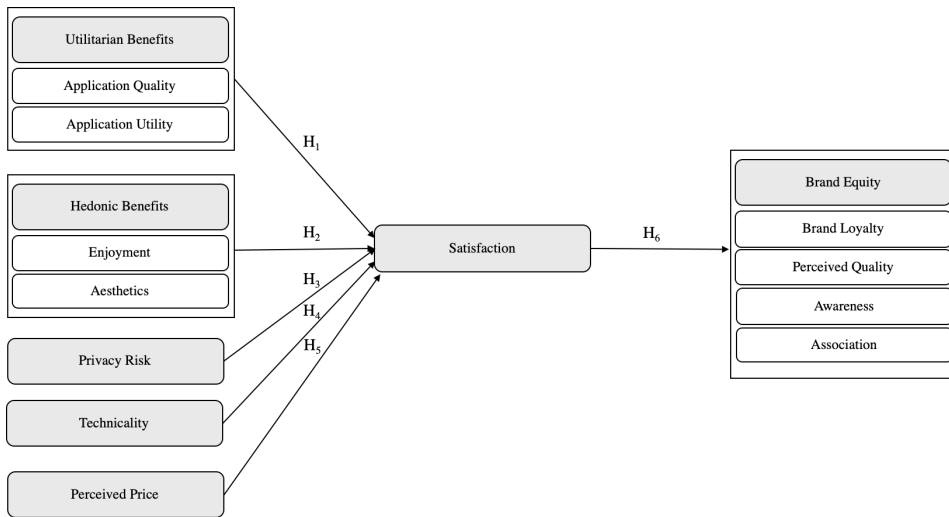 Utilitarian Benefits
Application Quality
Application Utility
H₁
Hedonic Benefits
Enjoyment
Aesthetics
H₂
H₃
H₄
H₅
Privacy Risk
Technicality
Perceived Price
Satisfaction
H₆
Brand Equity
Brand Loyalty
Perceived Quality
Awareness
Association